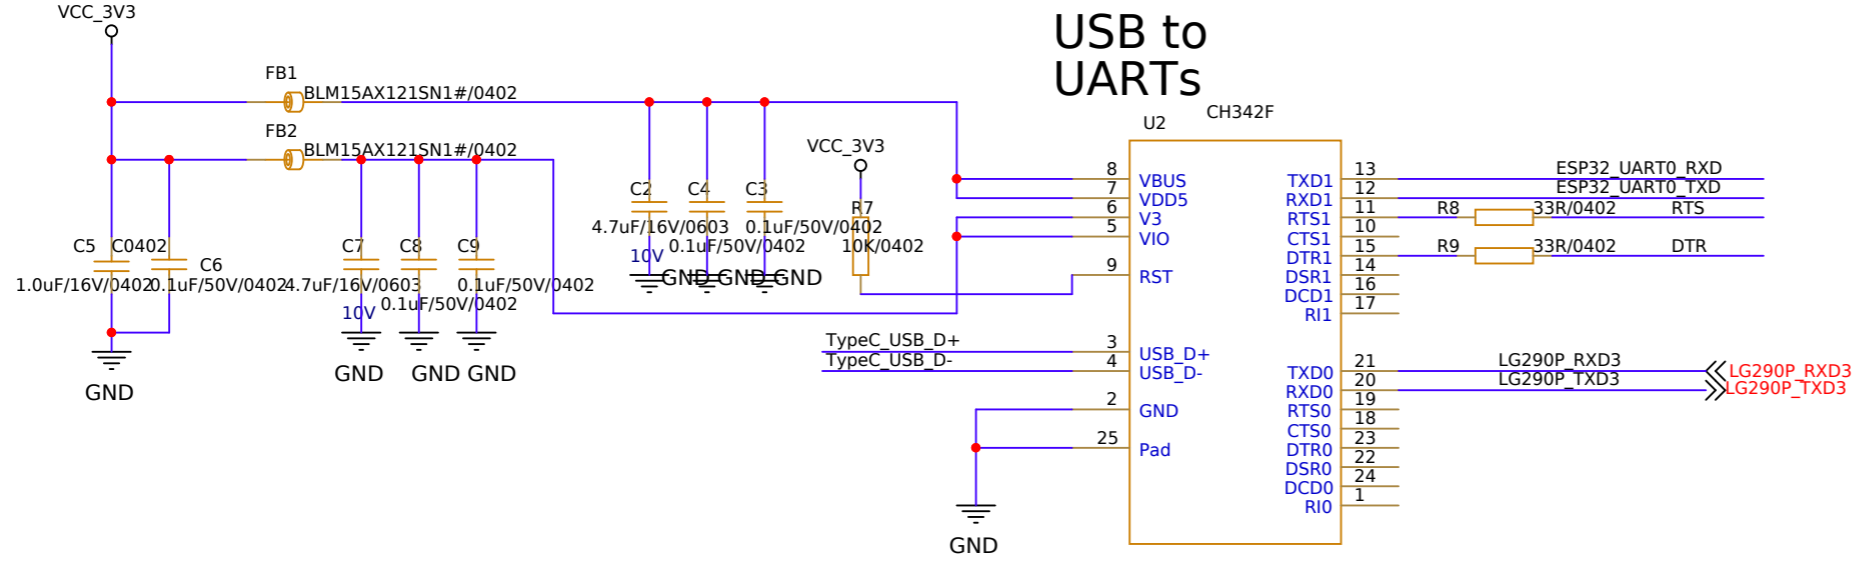 VCC_3V3
USB to
UARTs
FB1
BLM15AX121SN1#/0402
FB2
BLM15AX121SN1#/0402
VCC_3V3
U2
CH342F
C2
C4
C3
R7
4.7uF/16V/0603
0.1uF/50V/0402
0.1uF/50V/0402
10K/0402
10V
GND
GND
GND
C5
C0402
C6
1.0uF/16V/0402
0.1uF/50V/0402
C7
C8
C9
4.7uF/16V/0603
0.1uF/50V/0402
0.1uF/50V/0402
10V
GND
GND
GND
GND
8 VBUS
7 VDD5
6 V3
5 VIO
9 RST
TypeC_USB_D+ 3 USB_D+
TypeC_USB_D- 4 USB_D-
2 GND
25 Pad
GND
TXD1 13 ESP32_UART0_RXD
RXD1 12 ESP32_UART0_TXD
RTS1 11 R8 33R/0402 RTS
CTS1 10
DTR1 15 R9 33R/0402 DTR
DSR1 14
DCD1 16
RI1 17
TXD0 21 LG290P_RXD3 LG290P_RXD3
RXD0 20 LG290P_TXD3 LG290P_TXD3
RTS0 19
CTS0 18
DTR0 23
DSR0 22
DCD0 24
RI0 1